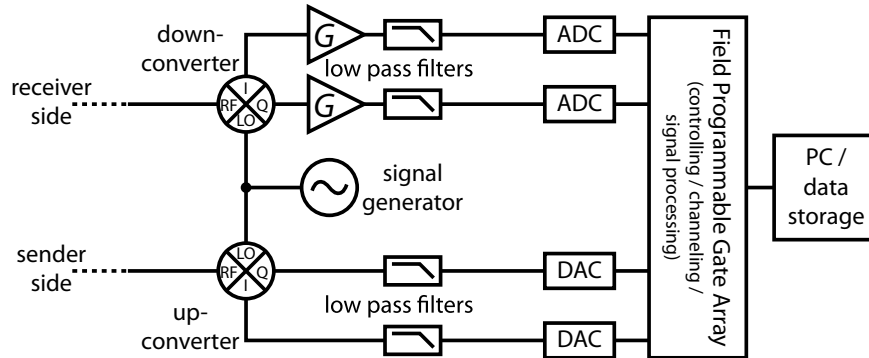 down-
converter
G
low pass filters
ADC
I
RF
Q
LO
receiver
side
G
ADC
signal
generator
Field Programmable Gate Array
(controlling / channeling /
signal processing)
PC /
data
storage
sender
side
LO
RF
Q
I
DAC
up-
converter
low pass filters
DAC